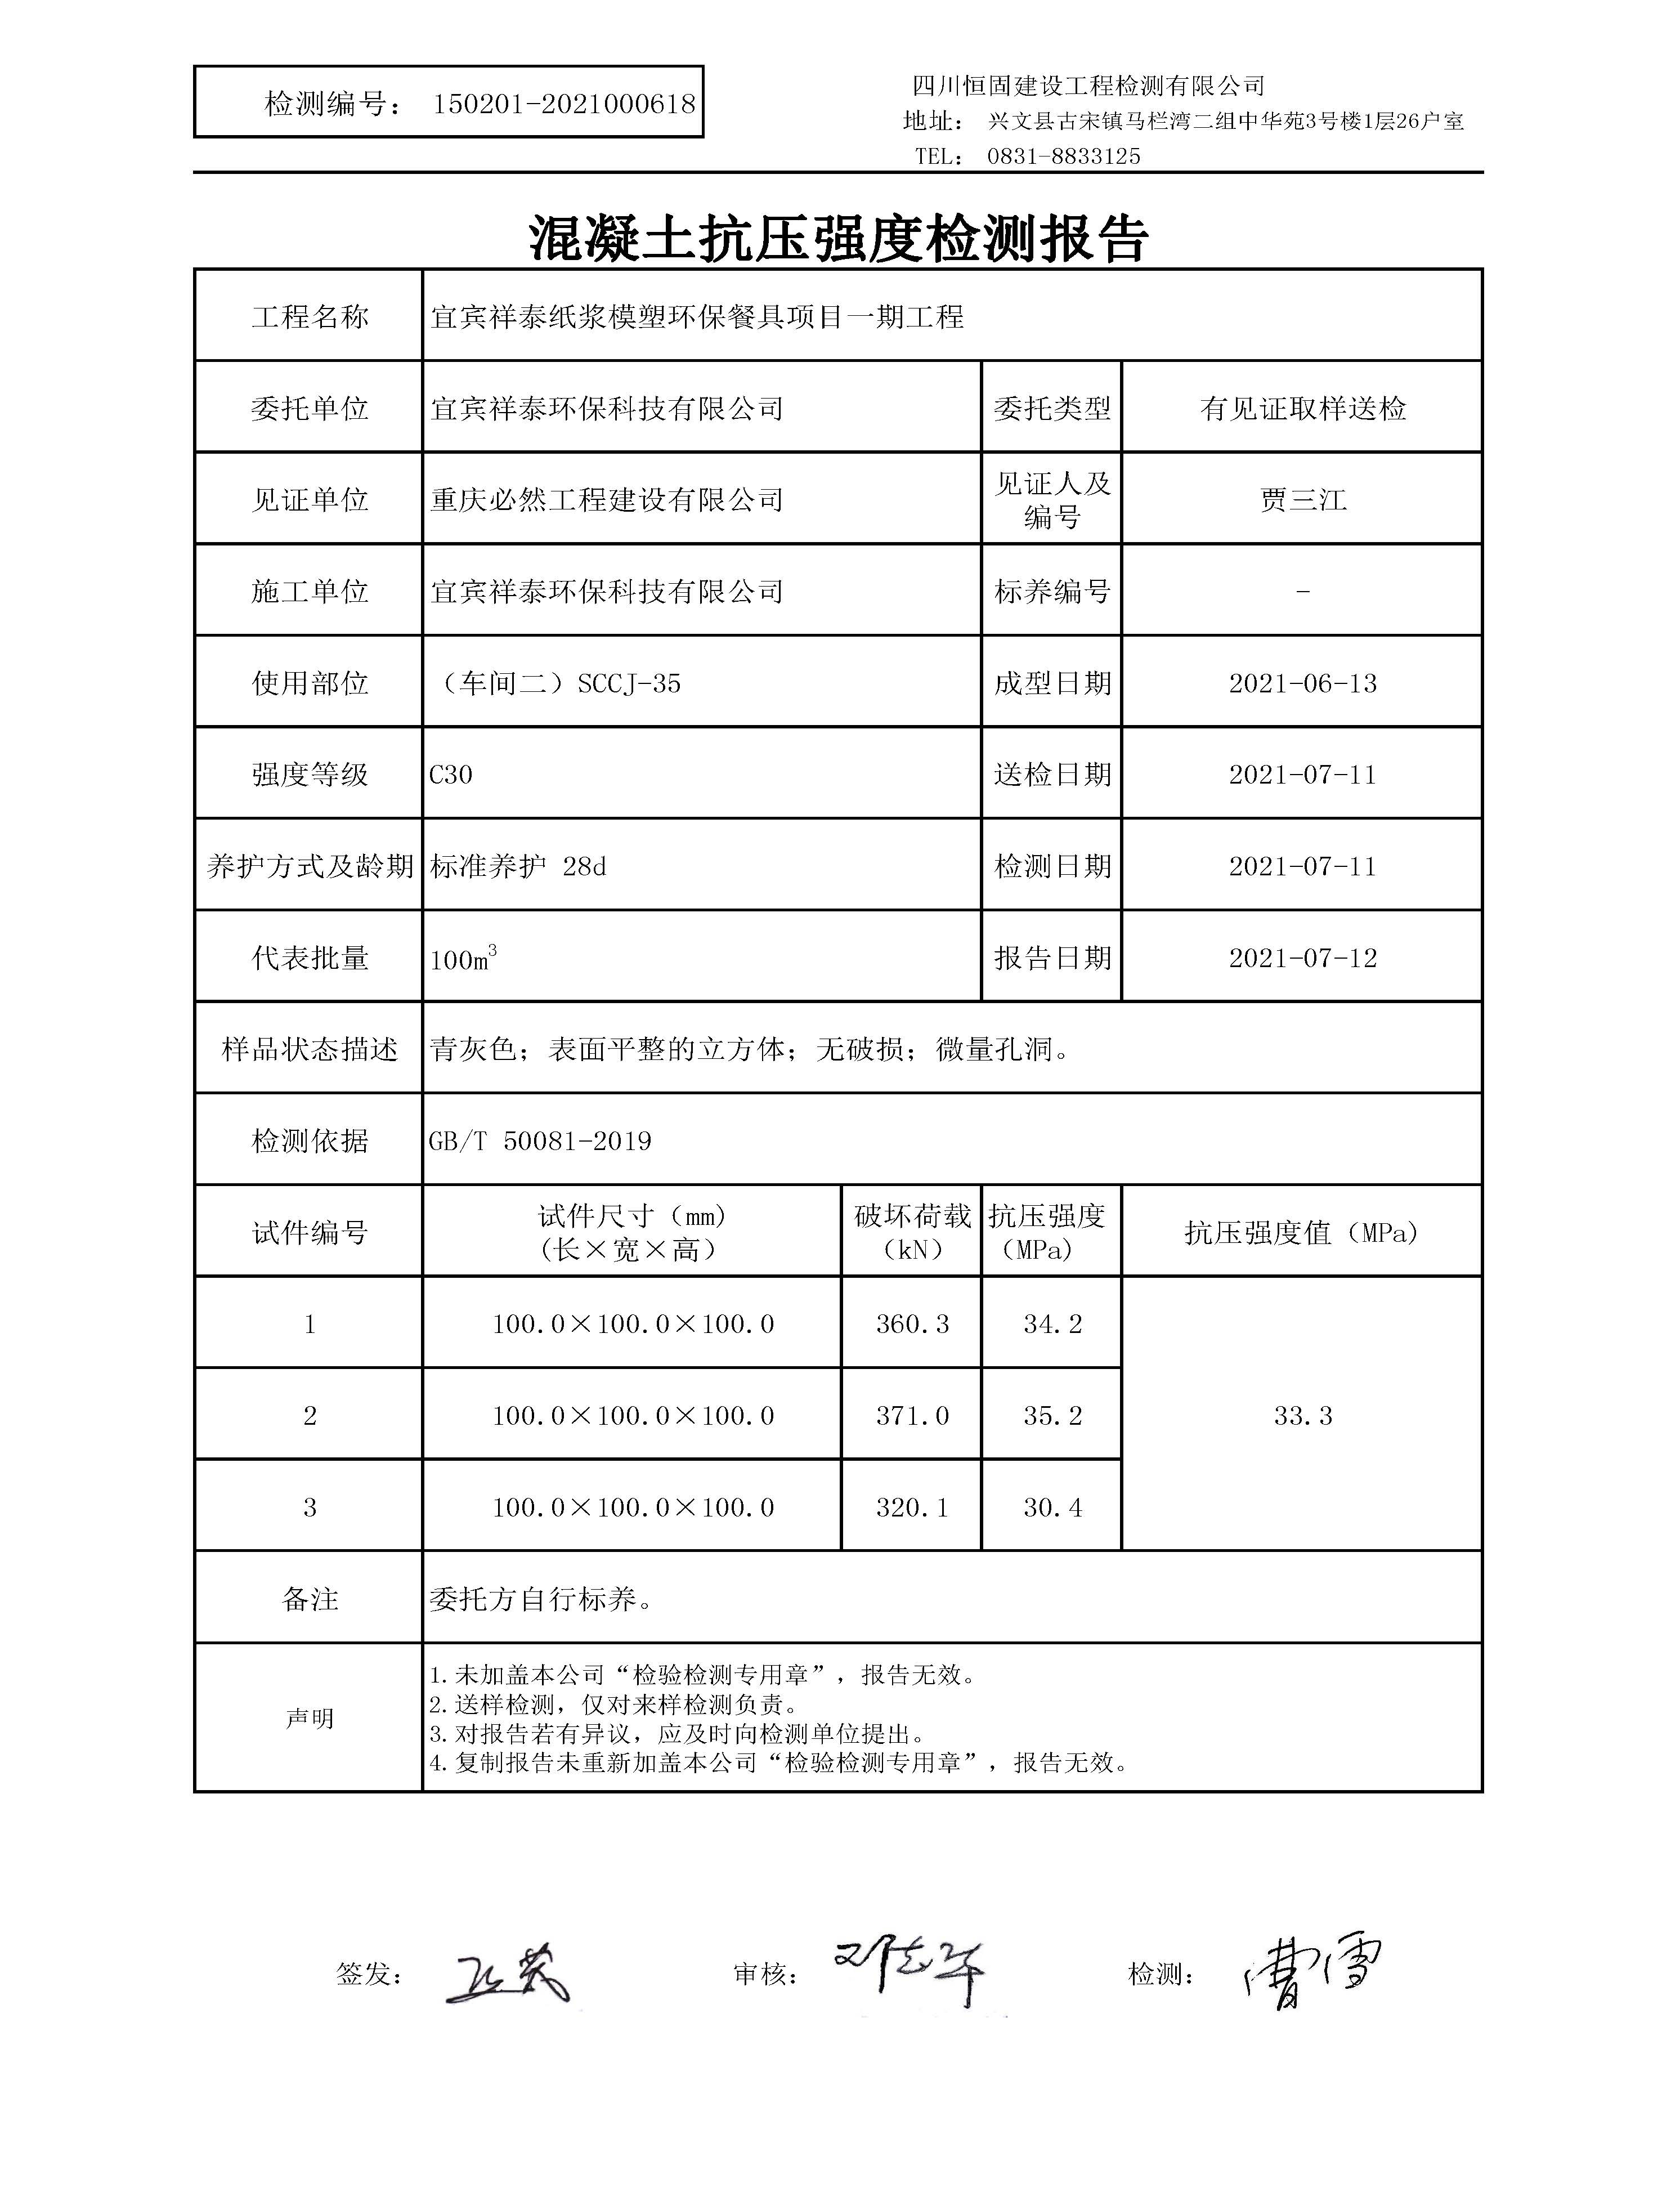 检测编号： 150201-2021000618
四川恒固建设工程检测有限公司
地址： 兴文县古宋镇马栏湾二组中华苑3号楼1层26户室
TEL： 0831-8833125
混凝土抗压强度检测报告
工程名称 宜宾祥泰纸浆模塑环保餐具项目一期工程
委托单位 宜宾祥泰环保科技有限公司 委托类型 有见证取样送检
见证单位 重庆必然工程建设有限公司 见证人及编号 贾三江
施工单位 宜宾祥泰环保科技有限公司 标养编号 -
使用部位 （车间二）SCCJ-35 成型日期 2021-06-13
强度等级 C30 送检日期 2021-07-11
养护方式及龄期 标准养护 28d 检测日期 2021-07-11
代表批量 100m³ 报告日期 2021-07-12
样品状态描述 青灰色；表面平整的立方体；无破损；微量孔洞。
检测依据 GB/T 50081-2019
试件编号 试件尺寸（mm）(长×宽×高） 破坏荷载（kN） 抗压强度（MPa) 抗压强度值（MPa)
1 100.0×100.0×100.0 360.3 34.2
2 100.0×100.0×100.0 371.0 35.2 33.3
3 100.0×100.0×100.0 320.1 30.4
备注 委托方自行标养。
声明
1.未加盖本公司“检验检测专用章”，报告无效。
2.送样检测，仅对来样检测负责。
3.对报告若有异议，应及时向检测单位提出。
4.复制报告未重新加盖本公司“检验检测专用章”，报告无效。
签发： 审核： 检测： 曹雪